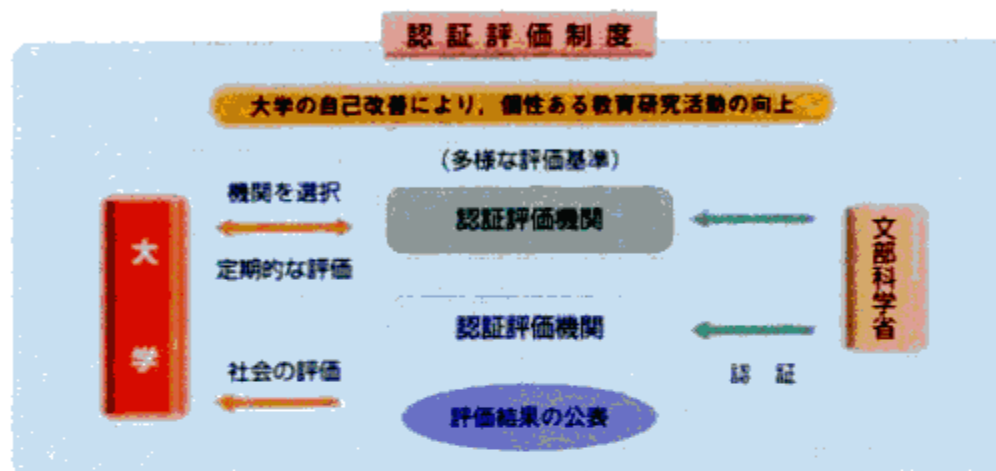 認証評価制度
大学の自己改善により，個性ある教育研究活動の向上
(多様な評価基準)
機関を選択
認証評価機関
大学
定期的な評価
文部科学省
認証評価機関
社会の評価
認 証
評価結果の公表